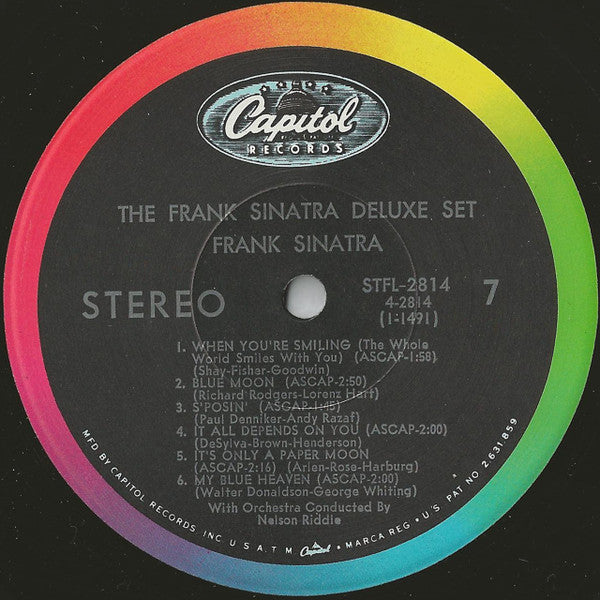 Capitol
RECORDS
THE FRANK SINATRA DELUXE SET
FRANK SINATRA
STEREO
STFL-2814
4-2814
(1-1491)
7
1. WHEN YOU'RE SMILING (The Whole
World Smiles With You) (ASCAP-1:58)
(Shay-Fisher-Goodwin)
2. BLUE MOON (ASCAP-2:50)
(Richard Rodgers-Lorenz Hart)
3. S'POSIN' (ASCAP-1:45)
(Paul Denniker-Andy Razaf)
4. IT ALL DEPENDS ON YOU (ASCAP-2:00)
(DeSylva-Brown-Henderson)
5. IT'S ONLY A PAPER MOON
(ASCAP-2:16) (Arlen-Rose-Harburg)
6. MY BLUE HEAVEN (ASCAP-2:00)
(Walter Donaldson-George Whiting)
With Orchestra Conducted By
Nelson Riddle
MFD BY CAPITOL RECORDS INC U.S.A. T M Capitol • MARCA REG • U.S. PAT NO 2,631,859